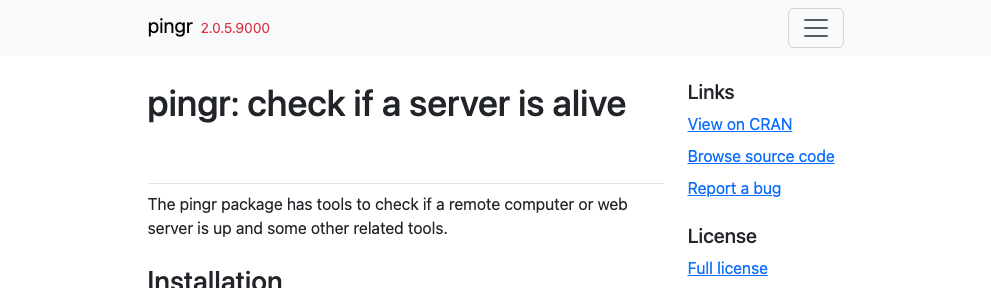 pingr 2.0.5.9000
pingr: check if a server is alive
The pingr package has tools to check if a remote computer or web
server is up and some other related tools.
Installation
Links
View on CRAN
Browse source code
Report a bug
License
Full license